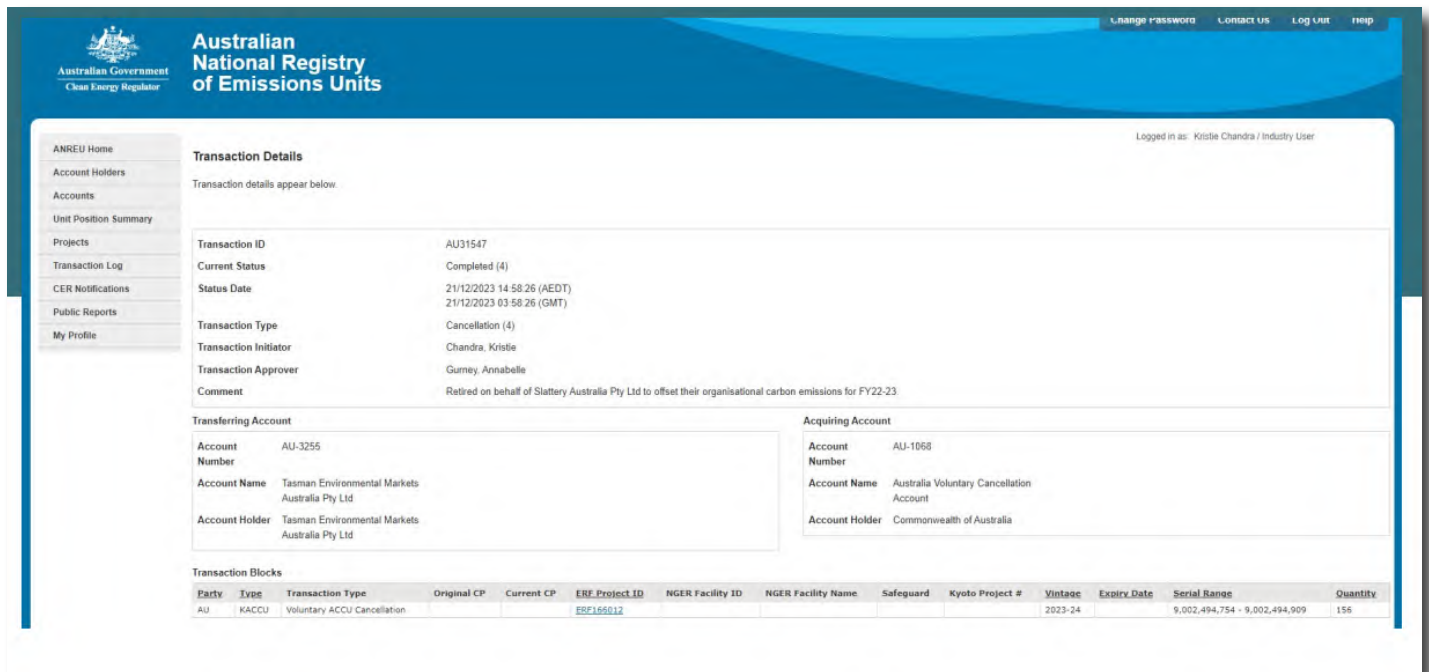 Change Password Contact Us Log Out Help
Australian Government
Clean Energy Regulator
Australian
National Registry
of Emissions Units
Logged in as: Kristie Chandra / Industry User
ANREU Home
Account Holders
Accounts
Unit Position Summary
Projects
Transaction Log
CER Notifications
Public Reports
My Profile
Transaction Details
Transaction details appear below.
Transaction ID AU31547
Current Status Completed (4)
Status Date 21/12/2023 14:58:26 (AEDT)
21/12/2023 03:58:26 (GMT)
Transaction Type Cancellation (4)
Transaction Initiator Chandra, Kristie
Transaction Approver Gurney, Annabelle
Comment Retired on behalf of Slattery Australia Pty Ltd to offset their organisational carbon emissions for FY22-23
Transferring Account
Account AU-3255
Number
Account Name Tasman Environmental Markets
Australia Pty Ltd
Account Holder Tasman Environmental Markets
Australia Pty Ltd
Acquiring Account
Account AU-1068
Number
Account Name Australia Voluntary Cancellation
Account
Account Holder Commonwealth of Australia
Transaction Blocks
Party Type Transaction Type Original CP Current CP ERF Project ID NGER Facility ID NGER Facility Name Safeguard Kyoto Project # Vintage Expiry Date Serial Range Quantity
AU KACCU Voluntary ACCU Cancellation ERF166012 2023-24 9,002,494,754 - 9,002,494,909 156